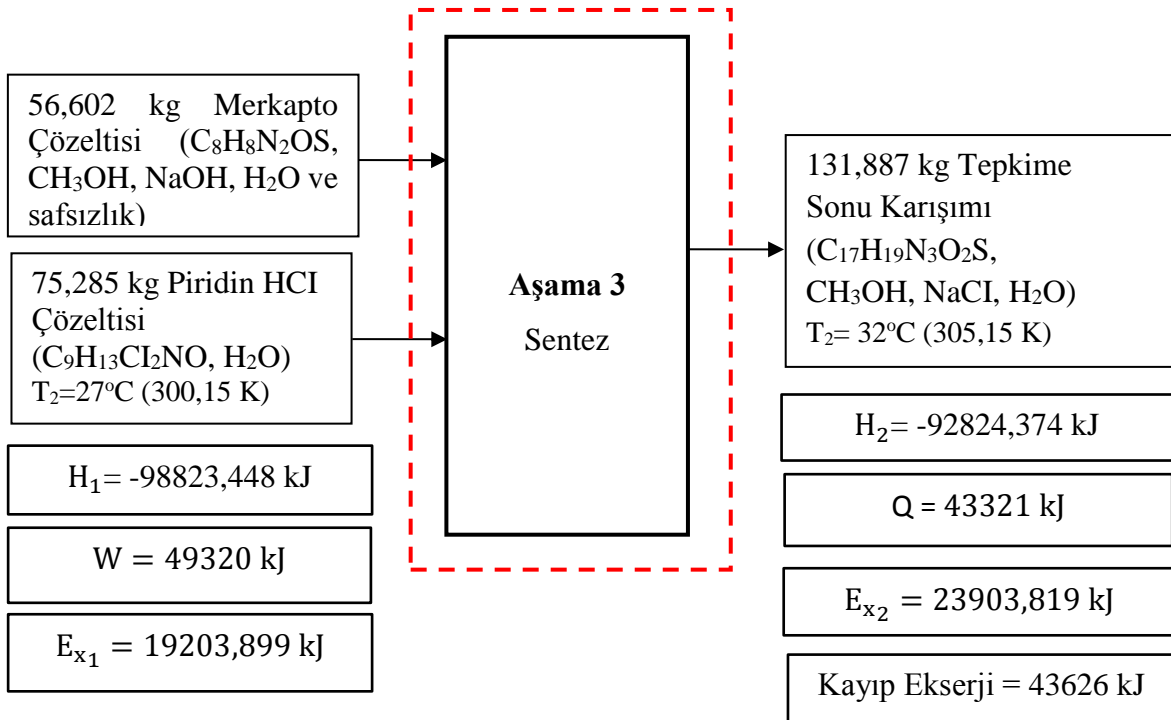 56,602 kg Merkapto
Çözeltisi (C₈H₈N₂OS,
CH₃OH, NaOH, H₂O ve
safsızlık)
75,285 kg Piridin HCI
Çözeltisi
(C₉H₁₃CI₂NO, H₂O)
T₂=27°C (300,15 K)
H₁= -98823,448 kJ
W = 49320 kJ
Eₓ₁ = 19203,899 kJ
Aşama 3
Sentez
131,887 kg Tepkime
Sonu Karışımı
(C₁₇H₁₉N₃O₂S,
CH₃OH, NaCI, H₂O)
T₂= 32°C (305,15 K)
H₂= -92824,374 kJ
Q = 43321 kJ
Eₓ₂ = 23903,819 kJ
Kayıp Ekserji = 43626 kJ